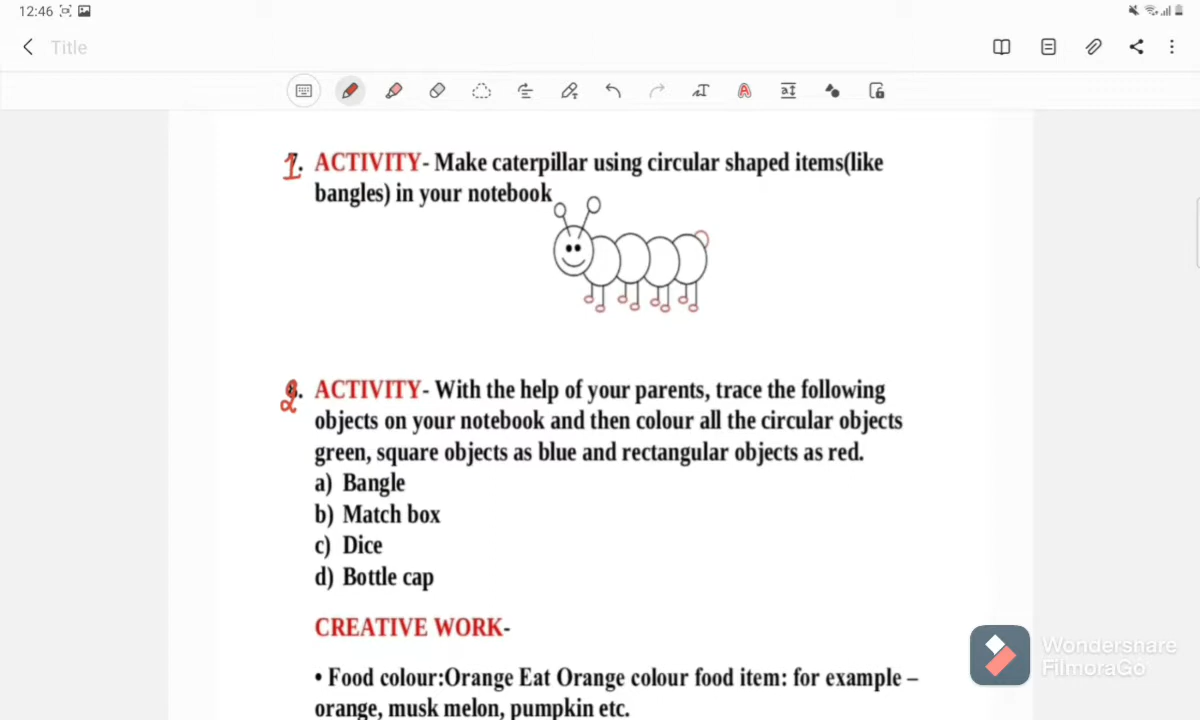 12:46
Title
1. ACTIVITY- Make caterpillar using circular shaped items(like
bangles) in your notebook
2. ACTIVITY- With the help of your parents, trace the following
objects on your notebook and then colour all the circular objects
green, square objects as blue and rectangular objects as red.
a) Bangle
b) Match box
c) Dice
d) Bottle cap
CREATIVE WORK-
• Food colour:Orange Eat Orange colour food item: for example –
orange, musk melon, pumpkin etc.
Wondershare
FilmoraGo